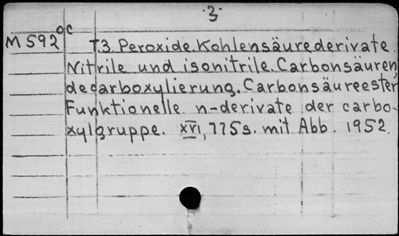 ·3·
M 592 oc T3. Peroxide. Kohlensäurederivate.
Nitrile und isonitrile. Carbonsäuren,
decarboxylierung. Carbonsäureester,
Funktionelle n-derivate der carbo-
xylgruppe. XVI, 775s. mit Abb. 1952.